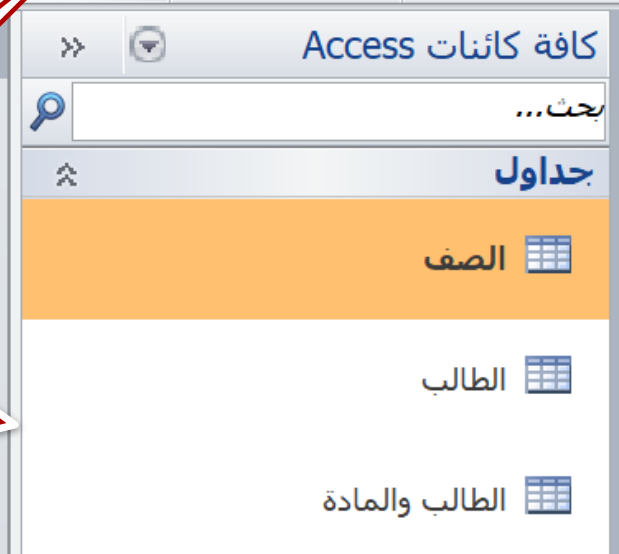 كافة كائنات Access
بحث...
جداول
الصف
الطالب
الطالب والمادة